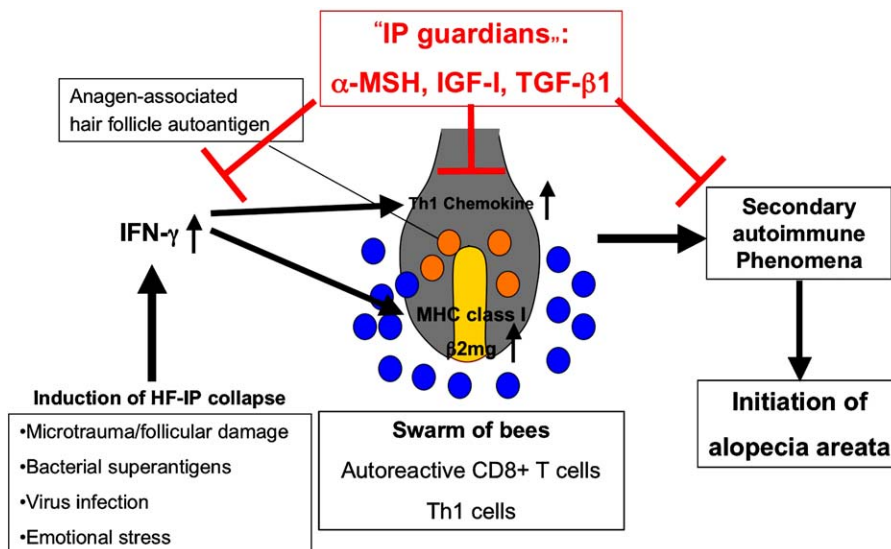 “IP guardians„:
α-MSH, IGF-I, TGF-β1
Anagen-associated
hair follicle autoantigen
IFN-γ
Th1 Chemokine
MHC class I
β2mg
Secondary
autoimmune
Phenomena
Induction of HF-IP collapse
•Microtrauma/follicular damage
•Bacterial superantigens
•Virus infection
•Emotional stress
Swarm of bees
Autoreactive CD8+ T cells
Th1 cells
Initiation of
alopecia areata